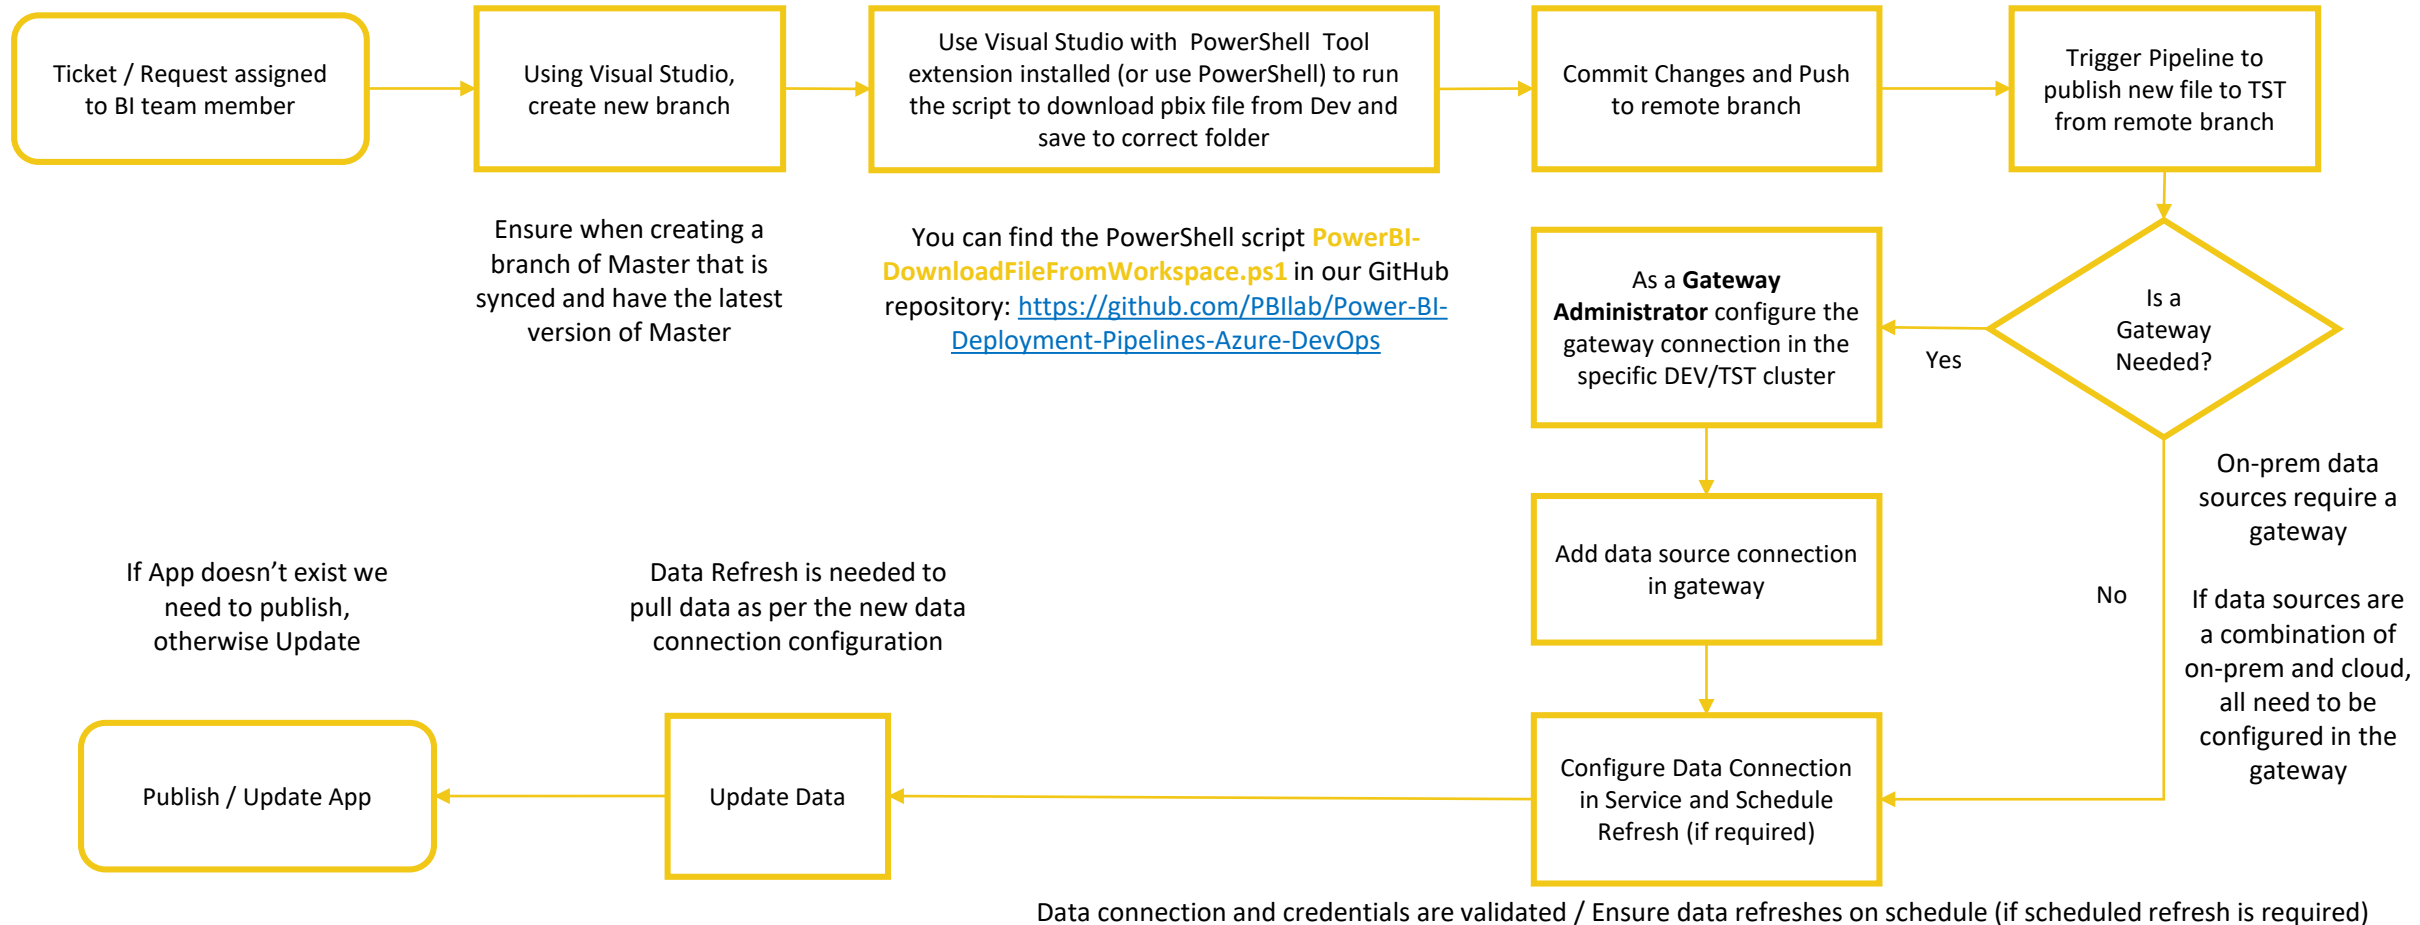 Ticket / Request assigned
to BI team member
Using Visual Studio,
create new branch
Use Visual Studio with PowerShell Tool
extension installed (or use PowerShell) to run
the script to download pbix file from Dev and
save to correct folder
Commit Changes and Push
to remote branch
Trigger Pipeline to
publish new file to TST
from remote branch
Ensure when creating a
branch of Master that is
synced and have the latest
version of Master
You can find the PowerShell script PowerBI-
DownloadFileFromWorkspace.ps1 in our GitHub
repository: https://github.com/PBIlab/Power-BI-
Deployment-Pipelines-Azure-DevOps
As a Gateway
Administrator configure the
gateway connection in the
specific DEV/TST cluster
Yes
Is a
Gateway
Needed?
On-prem data
sources require a
gateway
No
If data sources are
a combination of
on-prem and cloud,
all need to be
configured in the
gateway
Add data source connection
in gateway
If App doesn’t exist we
need to publish,
otherwise Update
Data Refresh is needed to
pull data as per the new data
connection configuration
Publish / Update App
Update Data
Configure Data Connection
in Service and Schedule
Refresh (if required)
Data connection and credentials are validated / Ensure data refreshes on schedule (if scheduled refresh is required)